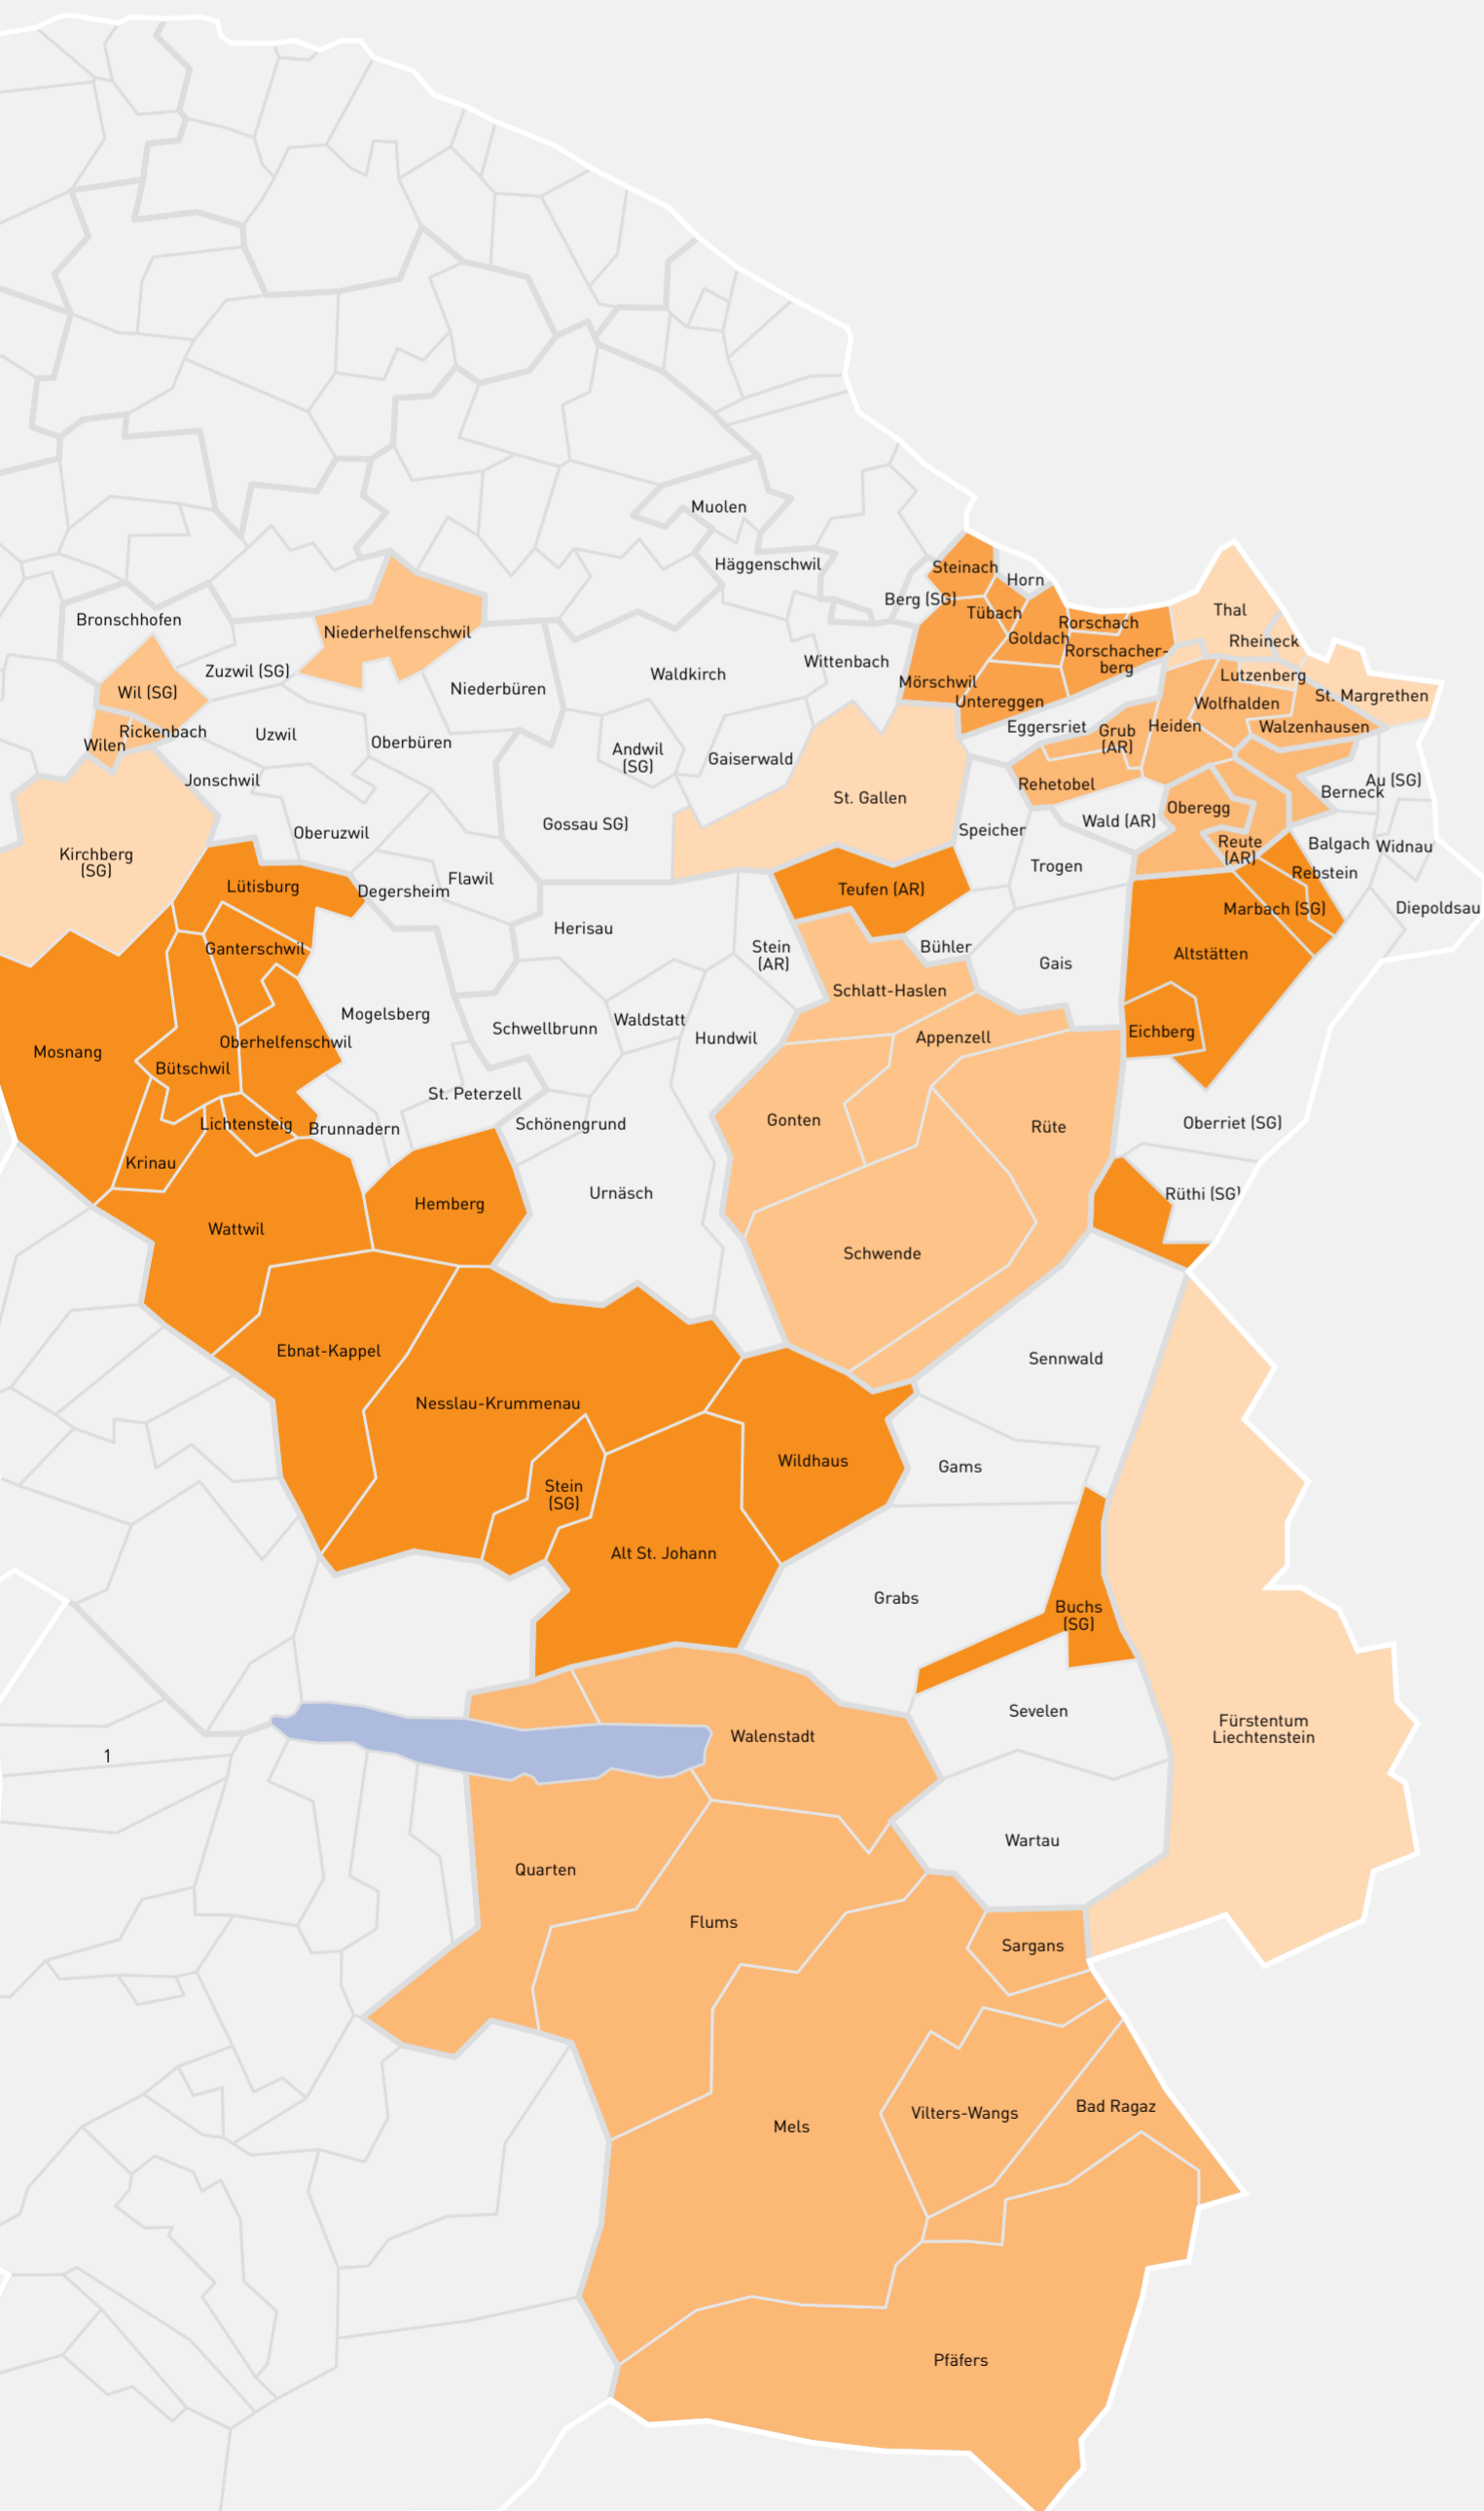 Muolen
Häggenschwil
Steinach
Horn
Berg (SG)
Tübach
Thal
Bronschhofen
Niederhelfenschwil
Rorschach
Goldach
Rheineck
Rorschacher-
berg
Wittenbach
Zuzwil (SG)
Waldkirch
Lutzenberg
Mörschwil
Niederbüren
Wil (SG)
St. Margrethen
Untereggen
Wolfhalden
Rickenbach
Eggersriet
Heiden
Walzenhausen
Uzwil
Grub
(AR)
Wilen
Oberbüren
Andwil
(SG)
Gaiserwald
Jonschwil
Au (SG)
Rehetobel
Berneck
St. Gallen
Oberegg
Gossau SG)
Wald (AR)
Speicher
Oberuzwil
Reute
(AR)
Balgach
Widnau
Kirchberg
(SG)
Trogen
Rebstein
Flawil
Lütisburg
Degersheim
Teufen (AR)
Marbach (SG)
Diepoldsau
Herisau
Ganterschwil
Stein
(AR)
Bühler
Altstätten
Gais
Schlatt-Haslen
Mogelsberg
Waldstatt
Schwellbrunn
Eichberg
Hundwil
Appenzell
Oberhelfenschwil
Mosnang
Bütschwil
St. Peterzell
Gonten
Oberriet (SG)
Lichtensteig
Schönengrund
Brunnadern
Rüte
Krinau
Urnäsch
Rüthi (SG)
Hemberg
Wattwil
Schwende
Ebnat-Kappel
Sennwald
Nesslau-Krummenau
Wildhaus
Gams
Stein
(SG)
Alt St. Johann
Grabs
Buchs
(SG)
Sevelen
Fürstentum
Liechtenstein
Walenstadt
1
Wartau
Quarten
Flums
Sargans
Bad Ragaz
Vilters-Wangs
Mels
Pfäfers